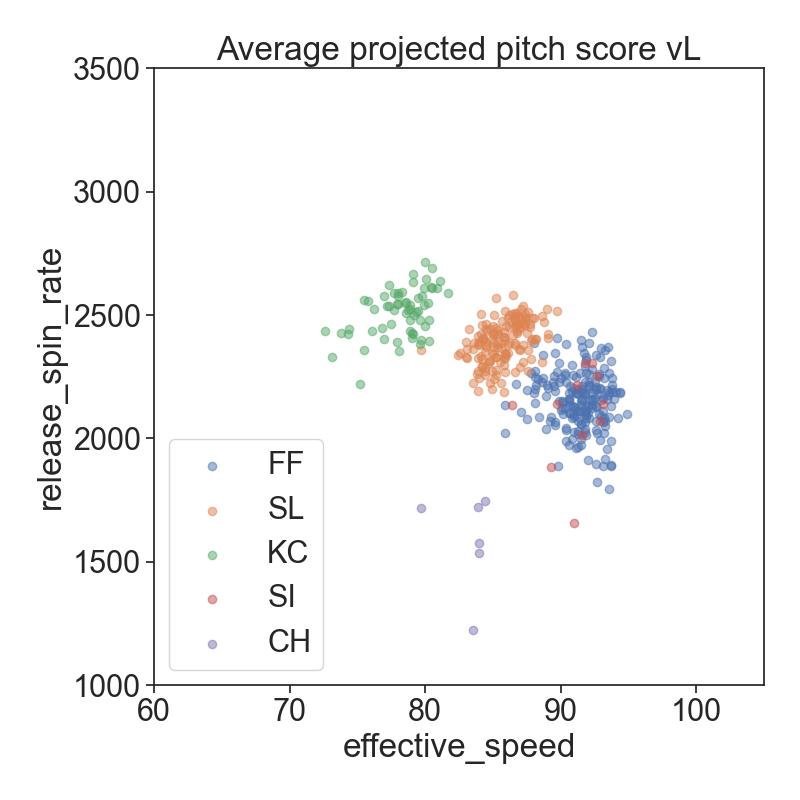 Average projected pitch score vL
3500
3000
2500
2000
1500
1000
release_spin_rate
FF
SL
KC
SI
CH
60
70
80
90
100
effective_speed